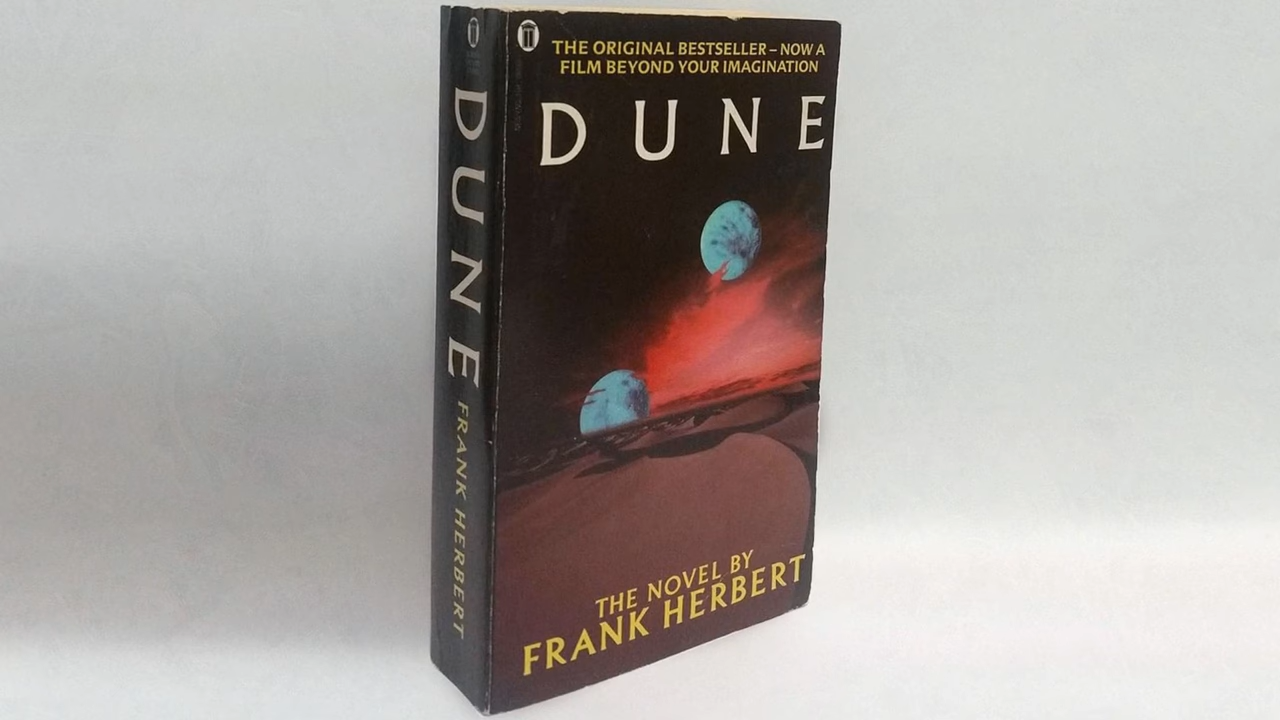 DUNE
FRANK HERBERT
THE ORIGINAL BESTSELLER – NOW A
FILM BEYOND YOUR IMAGINATION
DUNE
THE NOVEL BY
FRANK HERBERT